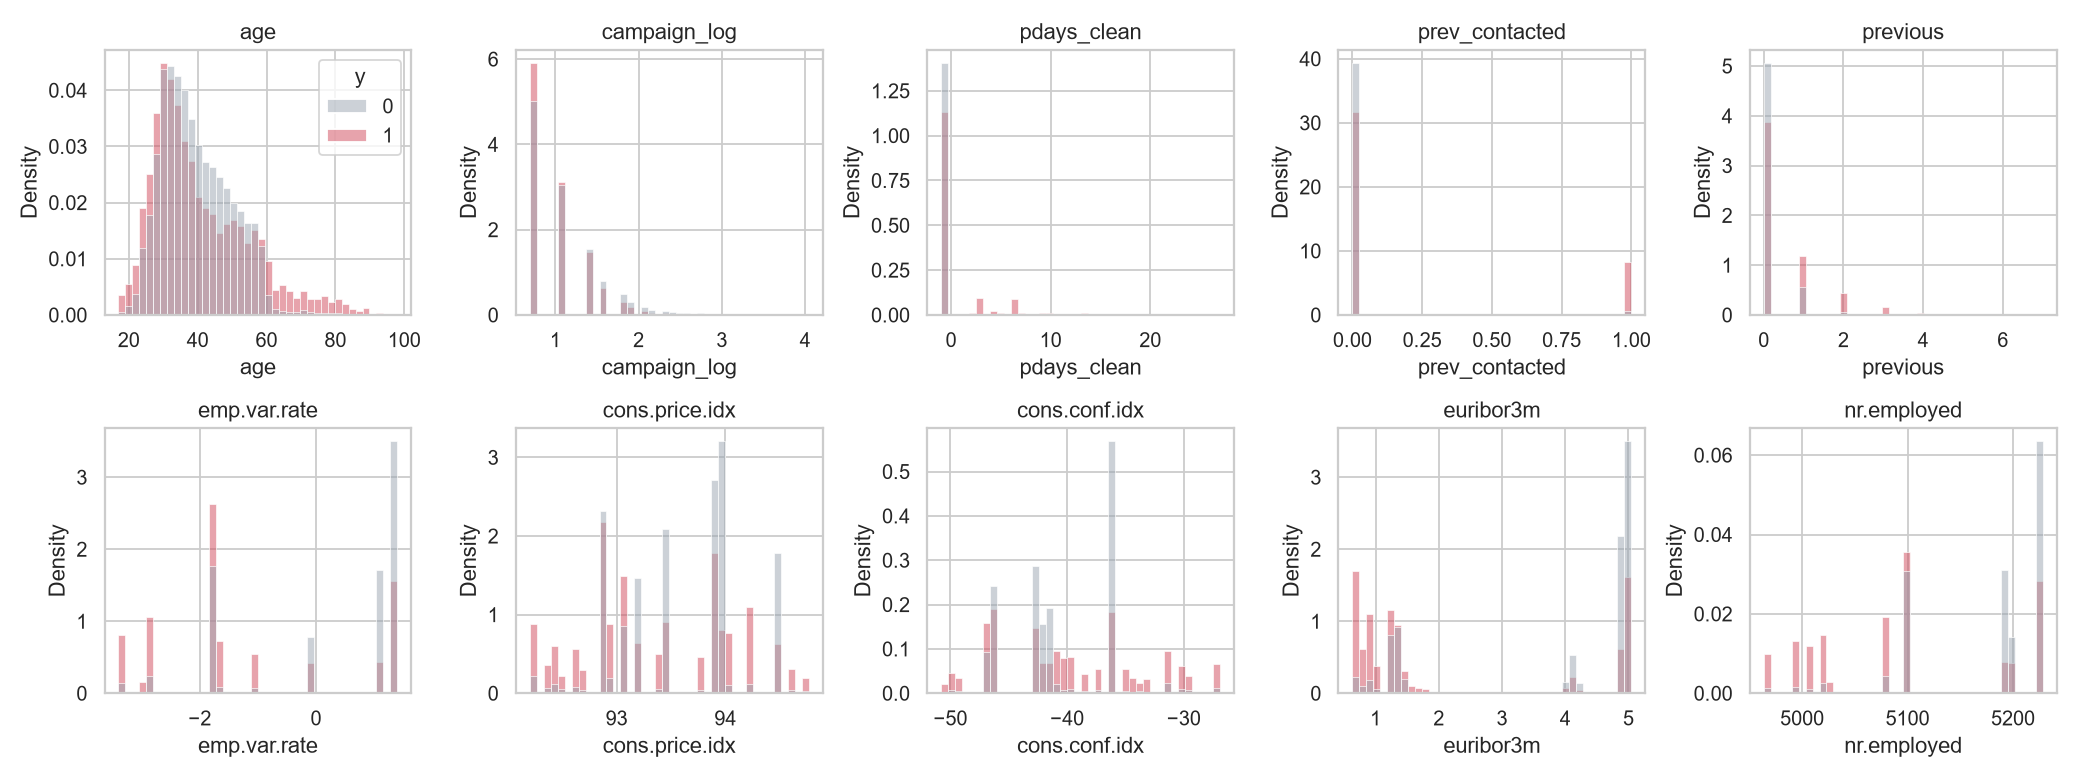 age
campaign_log
pdays_clean
prev_contacted
previous
Density
0.00
0.01
0.02
0.03
0.04
20
40
60
80
100
age
y
0
1
Density
0
2
4
6
1
2
3
4
campaign_log
Density
0.00
0.25
0.50
0.75
1.00
1.25
0
10
20
pdays_clean
Density
0
10
20
30
40
0.00
0.25
0.50
0.75
1.00
prev_contacted
Density
0
1
2
3
4
5
0
2
4
6
previous
emp.var.rate
cons.price.idx
cons.conf.idx
euribor3m
nr.employed
Density
0
1
2
3
−2
0
emp.var.rate
Density
0
1
2
3
93
94
cons.price.idx
Density
0.0
0.1
0.2
0.3
0.4
0.5
−50
−40
−30
cons.conf.idx
Density
0
1
2
3
1
2
3
4
5
euribor3m
Density
0.00
0.02
0.04
0.06
5000
5100
5200
nr.employed